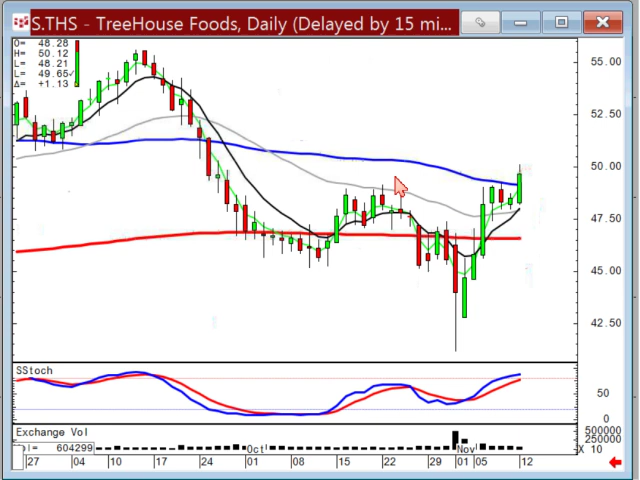 S.THS - TreeHouse Foods, Daily (Delayed by 15 mi...
O= 48.28
H= 50.12
L= 48.21
L= 49.65
Δ= +1.13
55.00
52.50
50.00
47.50
45.00
42.50
SStoch
50
0
Exchange Vol
500000
250000
X 10
604299
27 04 10 17 24 Oct 01 08 15 22 29 Nov 01 05 12